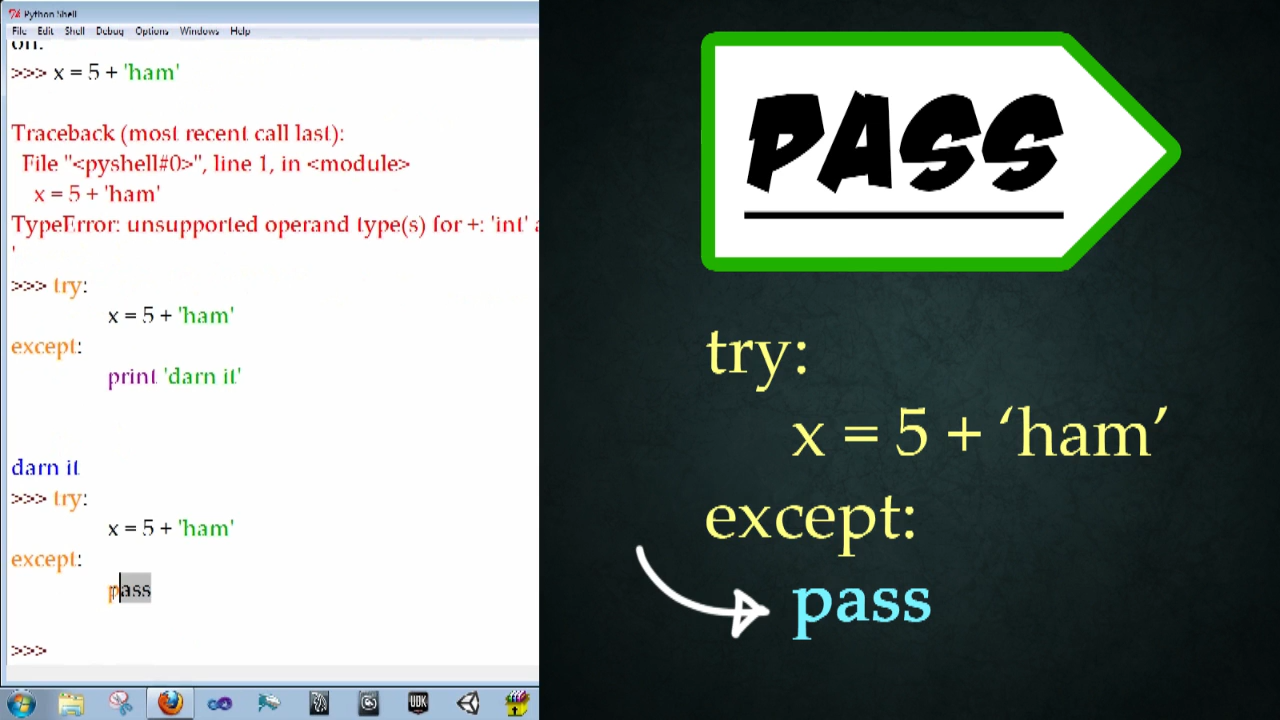 Python Shell
File Edit Shell Debug Options Windows Help
on.
>>> x = 5 + 'ham'
Traceback (most recent call last):
File "<pyshell#0>", line 1, in <module>
x = 5 + 'ham'
TypeError: unsupported operand type(s) for +: 'int' a
'
>>> try:
x = 5 + 'ham'
except:
print 'darn it'
darn it
>>> try:
x = 5 + 'ham'
except:
pass
>>>
UDK
PASS
try:
x = 5 + ‘ham’
except:
pass